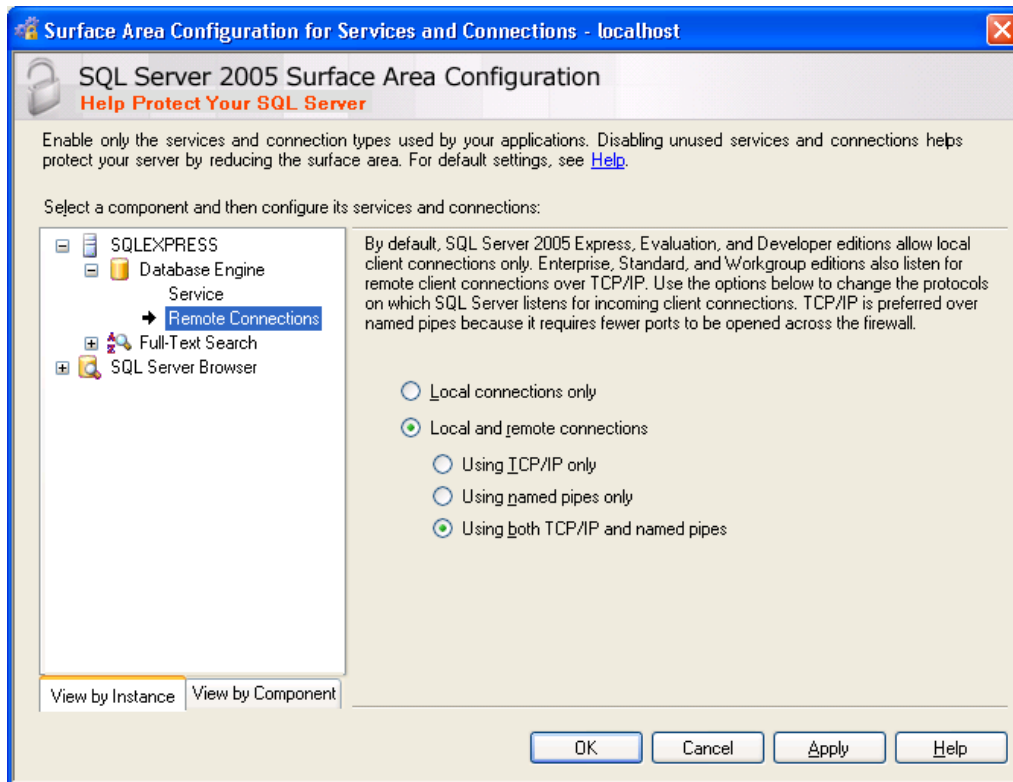 Surface Area Configuration for Services and Connections - localhost
SQL Server 2005 Surface Area Configuration
Help Protect Your SQL Server
Enable only the services and connection types used by your applications. Disabling unused services and connections helps
protect your server by reducing the surface area. For default settings, see Help.
Select a component and then configure its services and connections:
SQLEXPRESS
Database Engine
Service
Remote Connections
Full-Text Search
SQL Server Browser
By default, SQL Server 2005 Express, Evaluation, and Developer editions allow local
client connections only. Enterprise, Standard, and Workgroup editions also listen for
remote client connections over TCP/IP. Use the options below to change the protocols
on which SQL Server listens for incoming client connections. TCP/IP is preferred over
named pipes because it requires fewer ports to be opened across the firewall.
Local connections only
Local and remote connections
Using TCP/IP only
Using named pipes only
Using both TCP/IP and named pipes
View by Instance
View by Component
OK
Cancel
Apply
Help